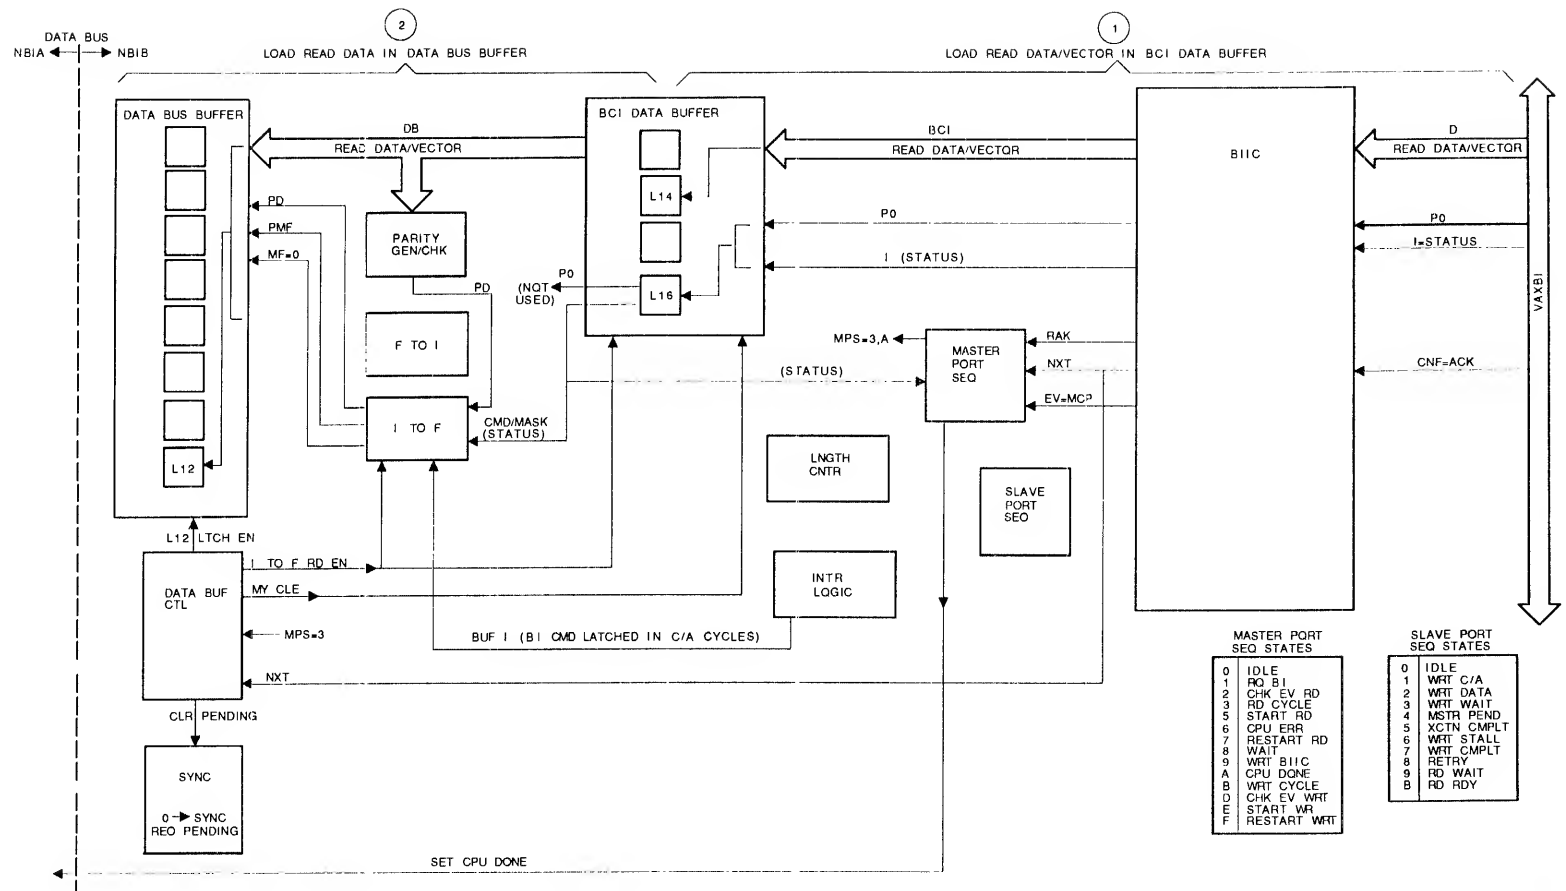 2
1
DATA BUS
NBIA NBIB
LOAD READ DATA IN DATA BUS BUFFER
LOAD READ DATA/VECTOR IN BCI DATA BUFFER
DATA BUS BUFFER
BCI DATA BUFFER
DB
READ DATA/VECTOR
BCI
READ DATA/VECTOR
BIIC
D
READ DATA/VECTOR
VAXBI
PD
PMF
MF=0
PARITY
GEN/CHK
PD
L14
L16
P0
(NOT
USED)
P0
I (STATUS)
P0
I=STATUS
F TO I
I TO F
CMD/MASK
(STATUS)
(STATUS)
MPS=3,A
MASTER
PORT
SEQ
RAK
NXT
EV=MCP
CNF=ACK
L12
LNGTH
CNTR
SLAVE
PORT
SEQ
L12 LTCH EN
DATA BUF
CTL
I TO F RD EN
MY CLE
MPS=3
NXT
INTR
LOGIC
BUF I (BI CMD LATCHED IN C/A CYCLES)
CLR PENDING
SYNC
0 → SYNC
REQ PENDING
SET CPU DONE
MASTER PORT
SEQ STATES
0 IDLE
1 RQ BI
2 CHK EV RD
3 RD CYCLE
5 START RD
6 CPU ERR
7 RESTART RD
8 WAIT
9 WRT BIIC
A CPU DONE
B WRT CYCLE
D CHK EV WRT
E START WR
F RESTART WRT
SLAVE PORT
SEQ STATES
0 IDLE
1 WRT C/A
2 WRT DATA
3 WRT WAIT
4 MSTR PEND
5 XCTN CMPLT
6 WRT STALL
7 WRT CMPLT
8 RETRY
9 RD WAIT
B RD RDY